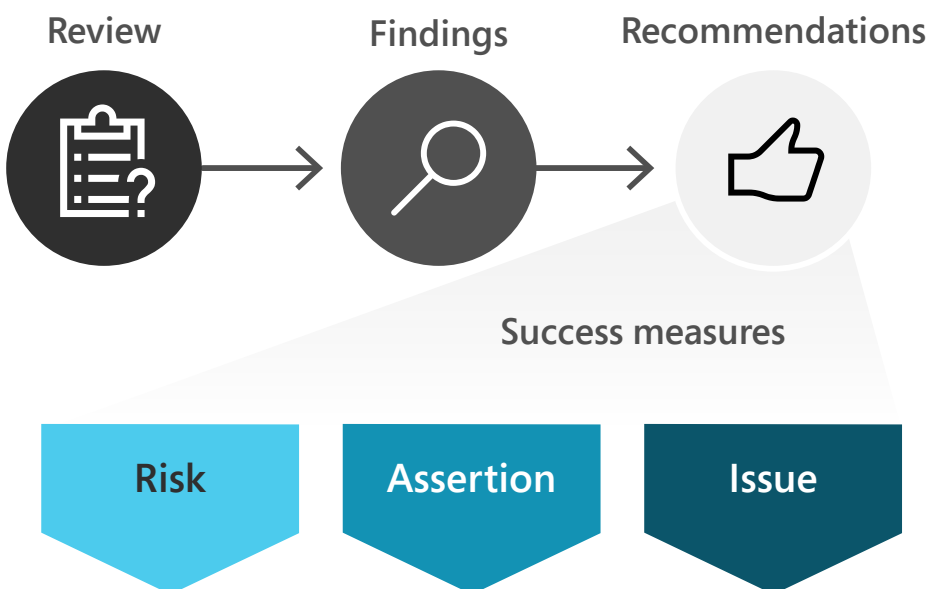 Review
Findings
Recommendations
?
Success measures
Risk
Assertion
Issue